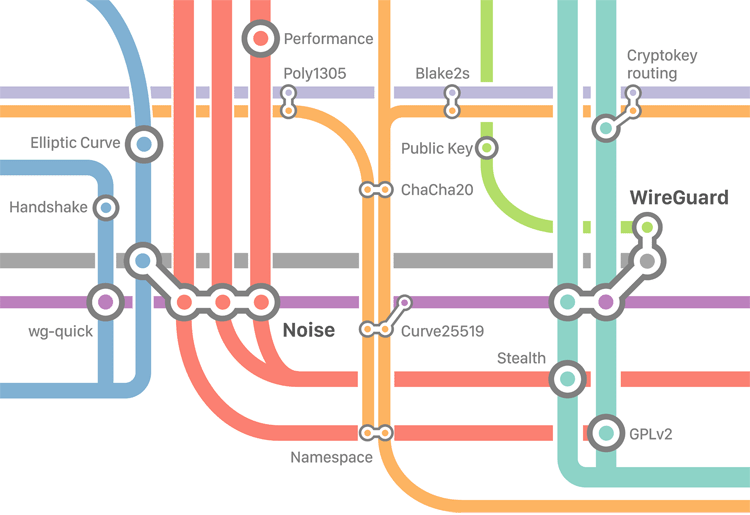 Performance
Poly1305
Blake2s
Cryptokey
routing
Elliptic Curve
Public Key
ChaCha20
WireGuard
Handshake
wg-quick
Noise
Curve25519
Stealth
GPLv2
Namespace